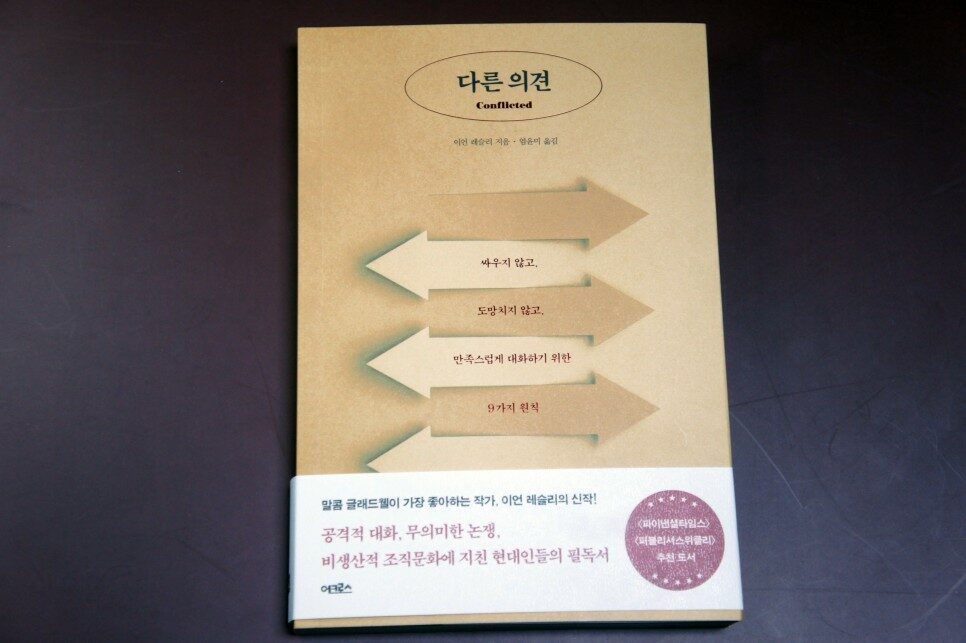 다른 의견
Conflicted
이언 레슬리 지음 · 엄윤미 옮김
싸우지 않고,
도망치지 않고,
만족스럽게 대화하기 위한
9가지 원칙
말콤 글래드웰이 가장 좋아하는 작가, 이언 레슬리의 신작!
공격적 대화, 무의미한 논쟁,
비생산적 조직문화에 지친 현대인들의 필독서
〈파이낸셜타임스〉
〈퍼블리셔스위클리〉
추천 도서
어크로스